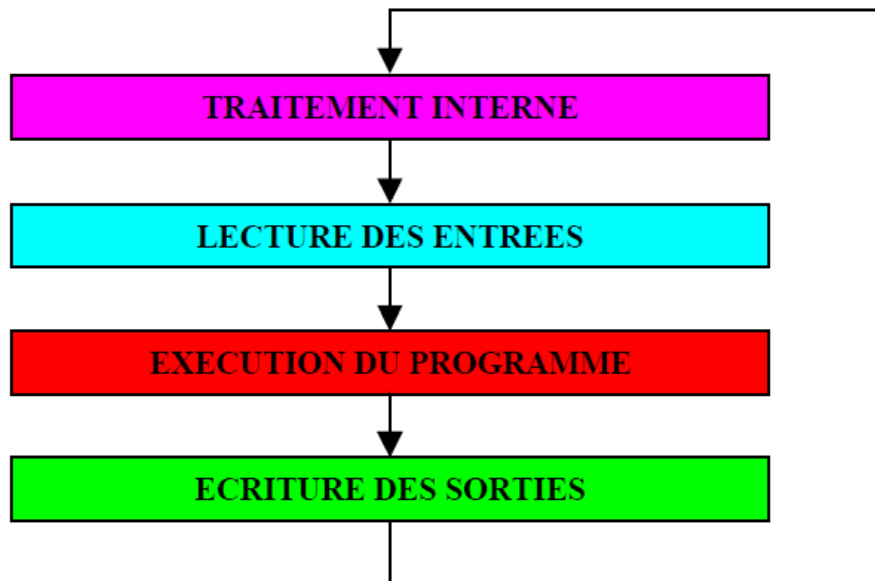 TRAITEMENT INTERNE
LECTURE DES ENTREES
EXECUTION DU PROGRAMME
ECRITURE DES SORTIES